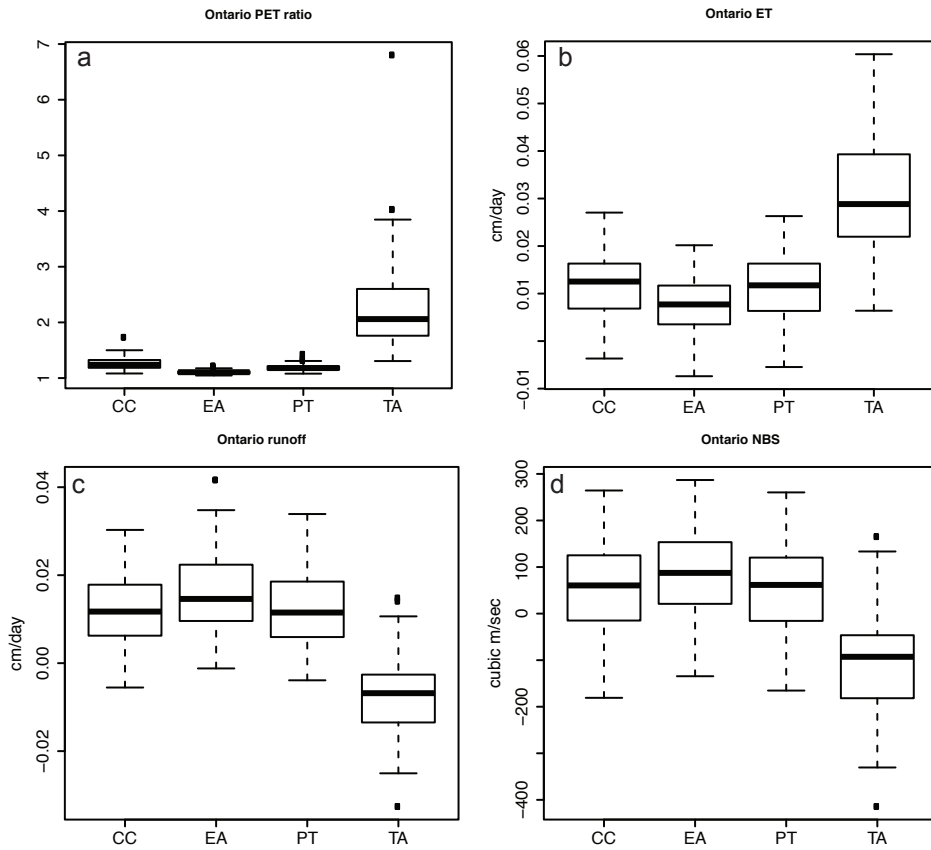 Ontario PET ratio
a
7
6
5
4
3
2
1
CC EA PT TA
Ontario ET
b
cm/day
0.06
0.05
0.04
0.03
0.02
0.01
−0.01
CC EA PT TA
Ontario runoff
c
cm/day
0.04
0.02
0.00
−0.02
CC EA PT TA
Ontario NBS
d
cubic m/sec
300
200
100
0
−200
−400
CC EA PT TA